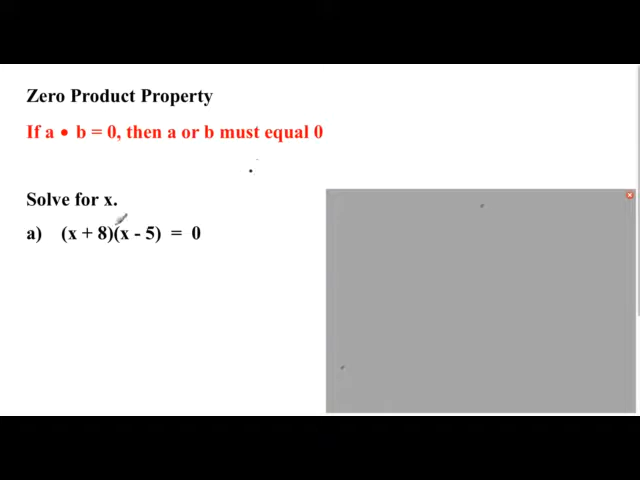 Zero Product Property
If a • b = 0, then a or b must equal 0
Solve for x.
a) (x + 8)(x - 5) = 0